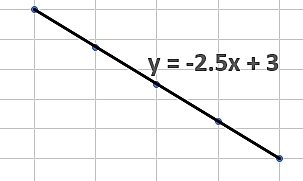 y = -2.5x + 3